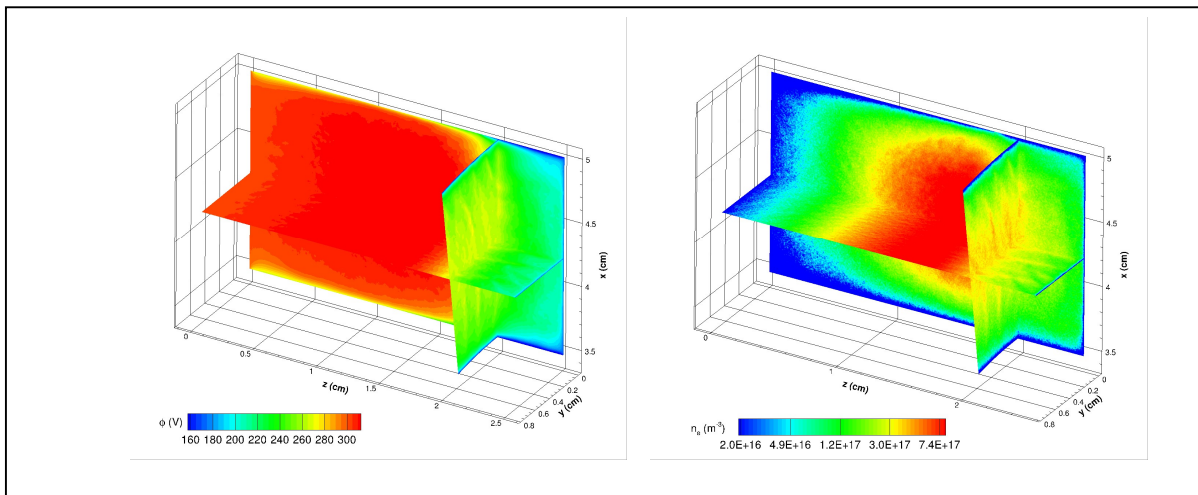 5
4.5
4
3.5
x (cm)
0
0.5
1
1.5
2
2.5
z (cm)
0
0.2
0.4
0.6
0.8
y (cm)
ϕ (V)
160 180 200 220 240 260 280 300
5
4.5
4
3.5
x (cm)
0
1
2
z (cm)
0
0.2
0.4
0.6
0.8
y (cm)
nₑ (m⁻³)
2.0E+16 4.9E+16 1.2E+17 3.0E+17 7.4E+17